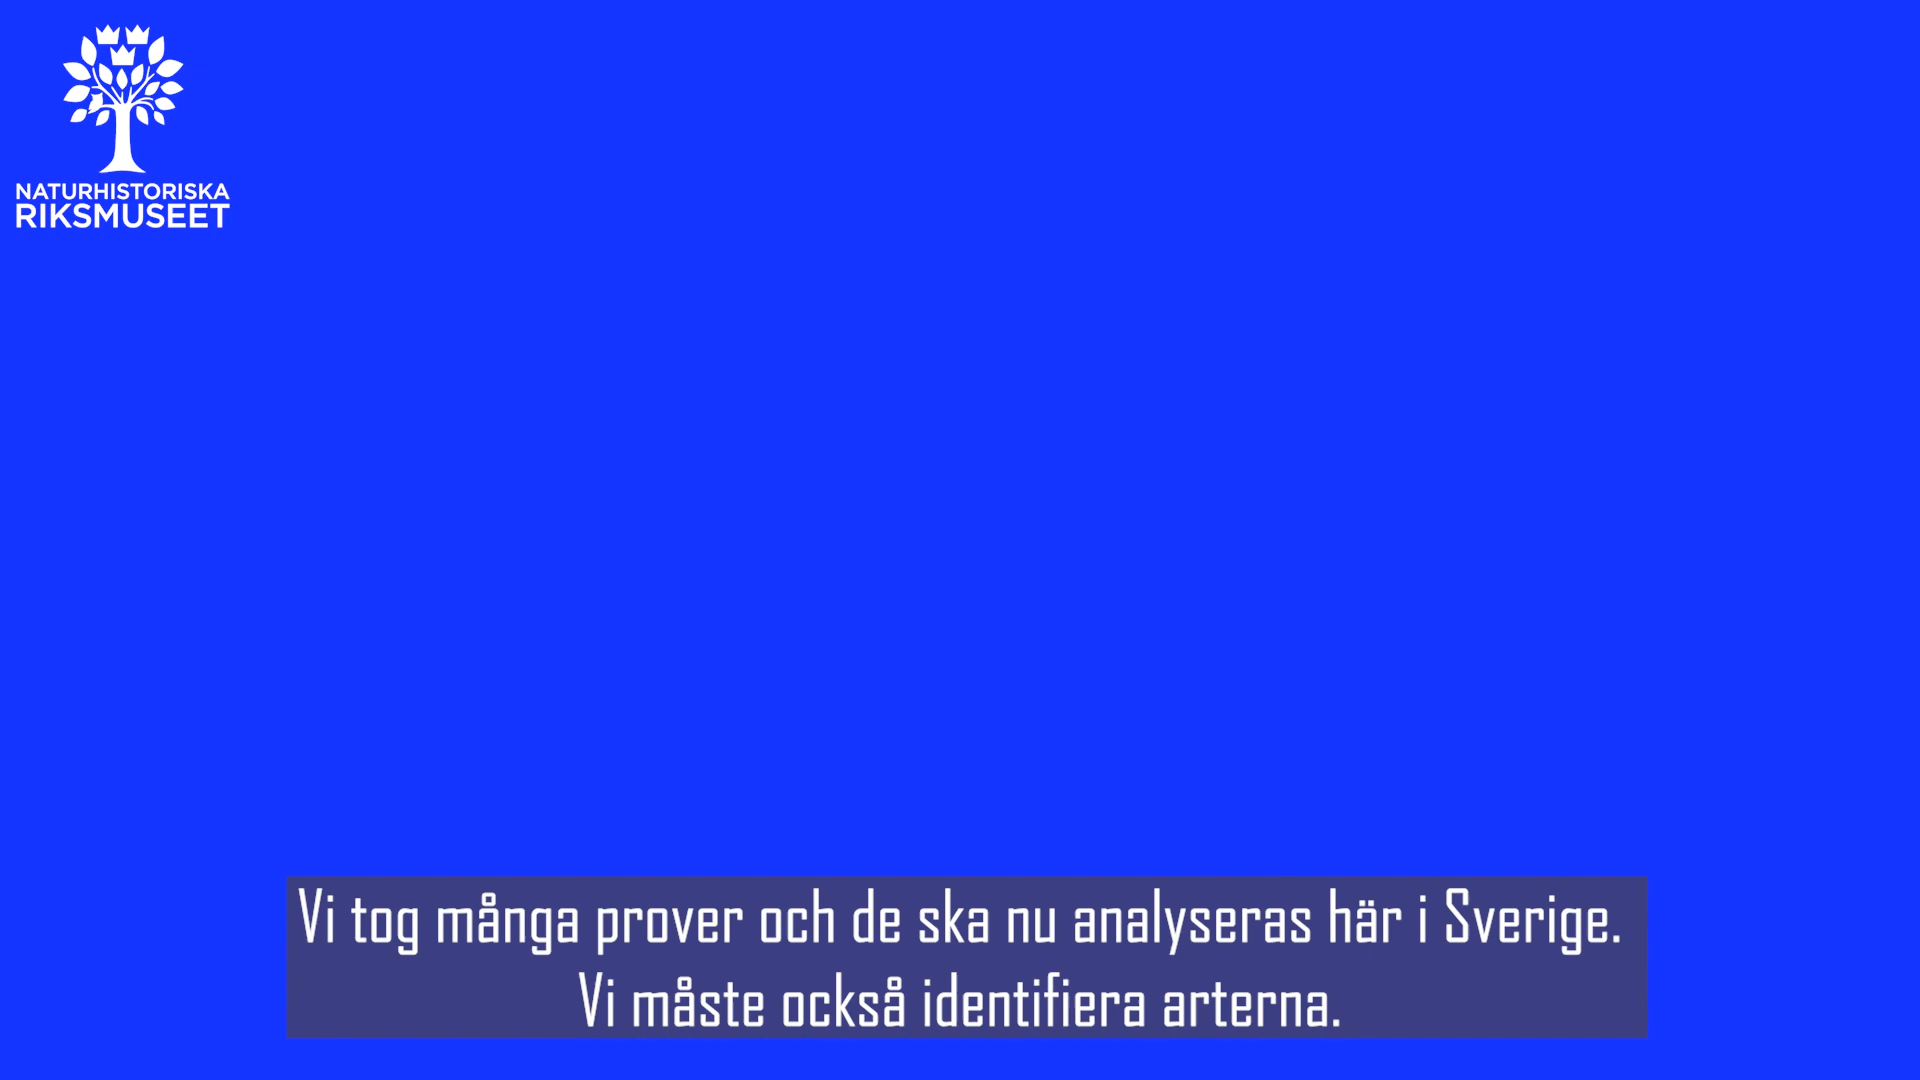 NATURHISTORISKA
RIKSMUSEET
Vi tog många prover och de ska nu analyseras här i Sverige.
Vi måste också identifiera arterna.